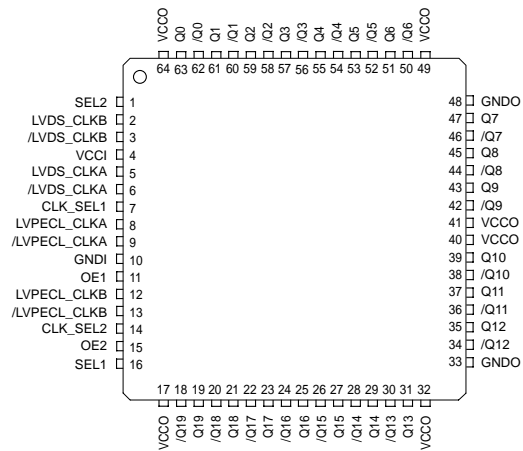 VCCO Q0 /Q0 Q1 /Q1 Q2 /Q2 Q3 /Q3 Q4 /Q4 Q5 /Q5 Q6 /Q6 VCCO
64 63 62 61 60 59 58 57 56 55 54 53 52 51 50 49
SEL2 1
LVDS_CLKB 2
/LVDS_CLKB 3
VCCI 4
LVDS_CLKA 5
/LVDS_CLKA 6
CLK_SEL1 7
LVPECL_CLKA 8
/LVPECL_CLKA 9
GNDI 10
OE1 11
LVPECL_CLKB 12
/LVPECL_CLKB 13
CLK_SEL2 14
OE2 15
SEL1 16
48 GNDO
47 Q7
46 /Q7
45 Q8
44 /Q8
43 Q9
42 /Q9
41 VCCO
40 VCCO
39 Q10
38 /Q10
37 Q11
36 /Q11
35 Q12
34 /Q12
33 GNDO
17 18 19 20 21 22 23 24 25 26 27 28 29 30 31 32
VCCO /Q19 Q19 /Q18 Q18 /Q17 Q17 /Q16 Q16 /Q15 Q15 /Q14 Q14 /Q13 Q13 VCCO